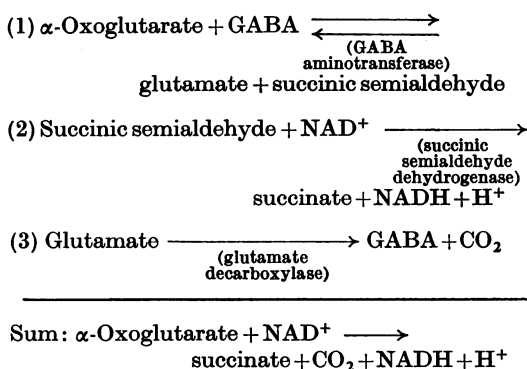 (1) α-Oxoglutarate + GABA
(GABA
aminotransferase)
glutamate + succinic semialdehyde
(2) Succinic semialdehyde + NAD⁺
(succinic
semialdehyde
dehydrogenase)
succinate + NADH + H⁺
(3) Glutamate → GABA + CO₂
(glutamate
decarboxylase)
Sum: α-Oxoglutarate + NAD⁺ →
succinate + CO₂ + NADH + H⁺